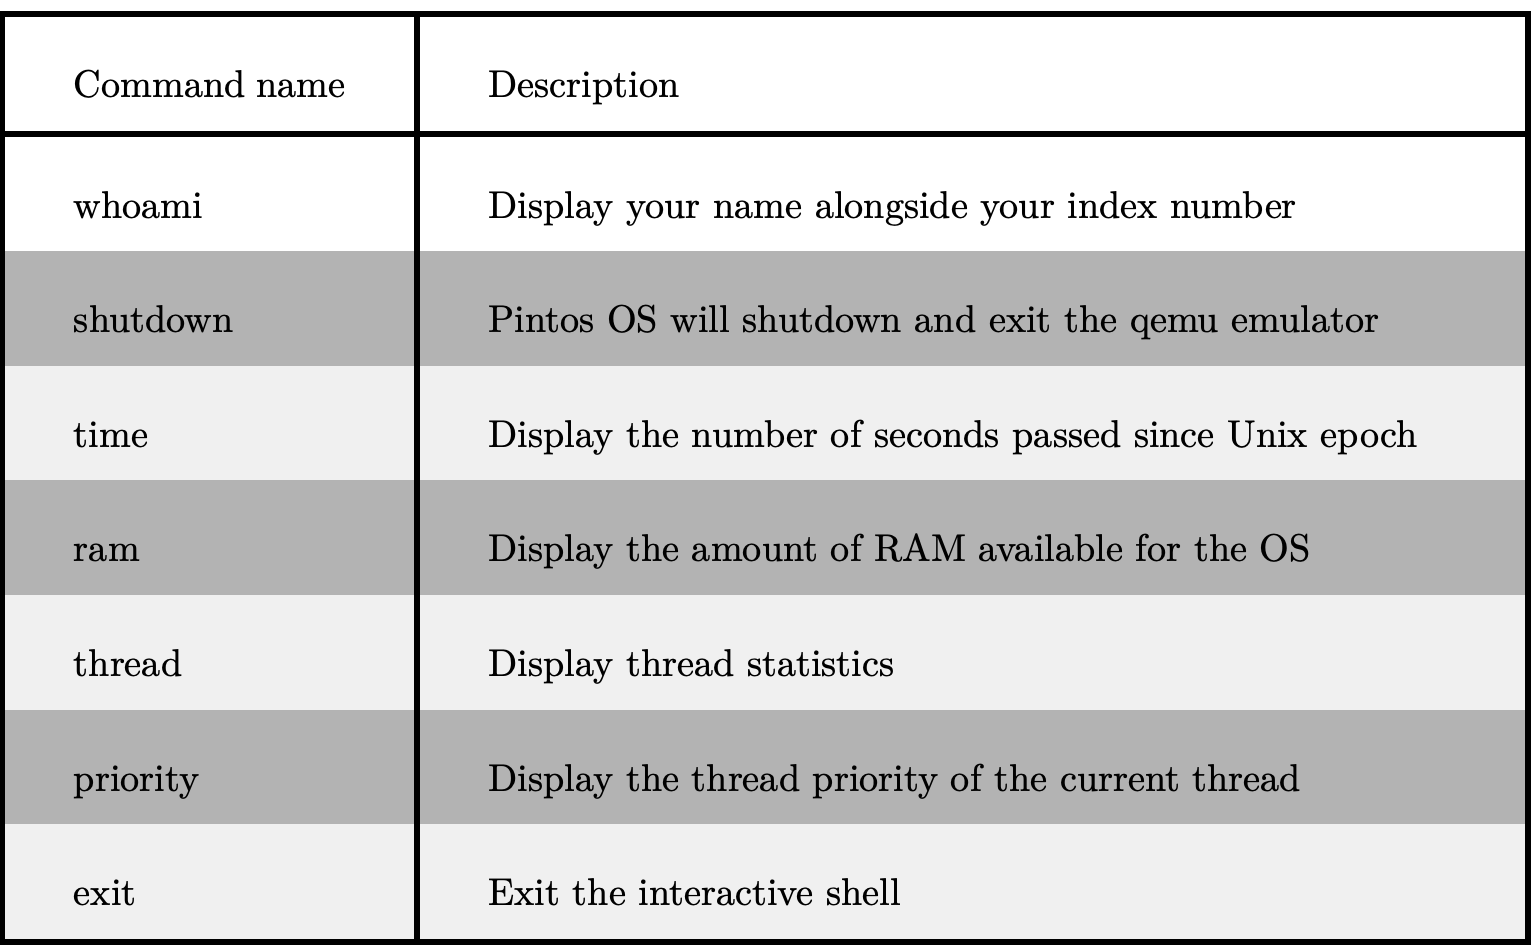 Command name Description
whoami Display your name alongside your index number
shutdown Pintos OS will shutdown and exit the qemu emulator
time Display the number of seconds passed since Unix epoch
ram Display the amount of RAM available for the OS
thread Display thread statistics
priority Display the thread priority of the current thread
exit Exit the interactive shell